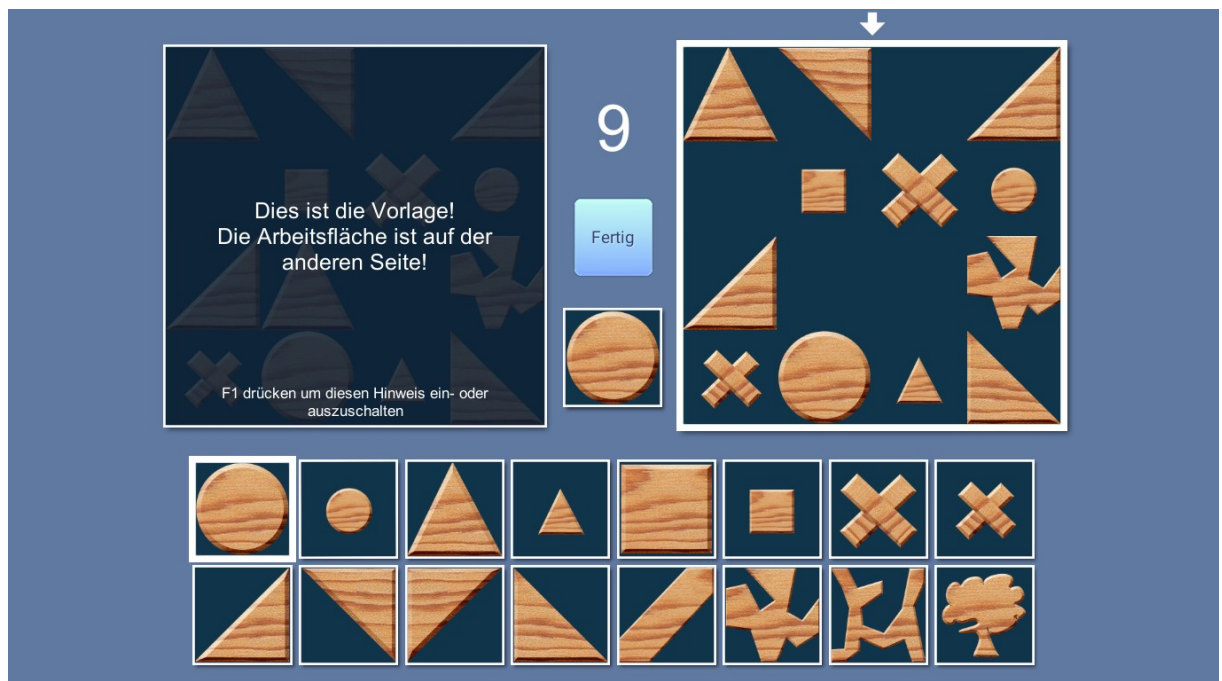 Dies ist die Vorlage!
Die Arbeitsfläche ist auf der
anderen Seite!
F1 drücken um diesen Hinweis ein- oder
auszuschalten
9
Fertig